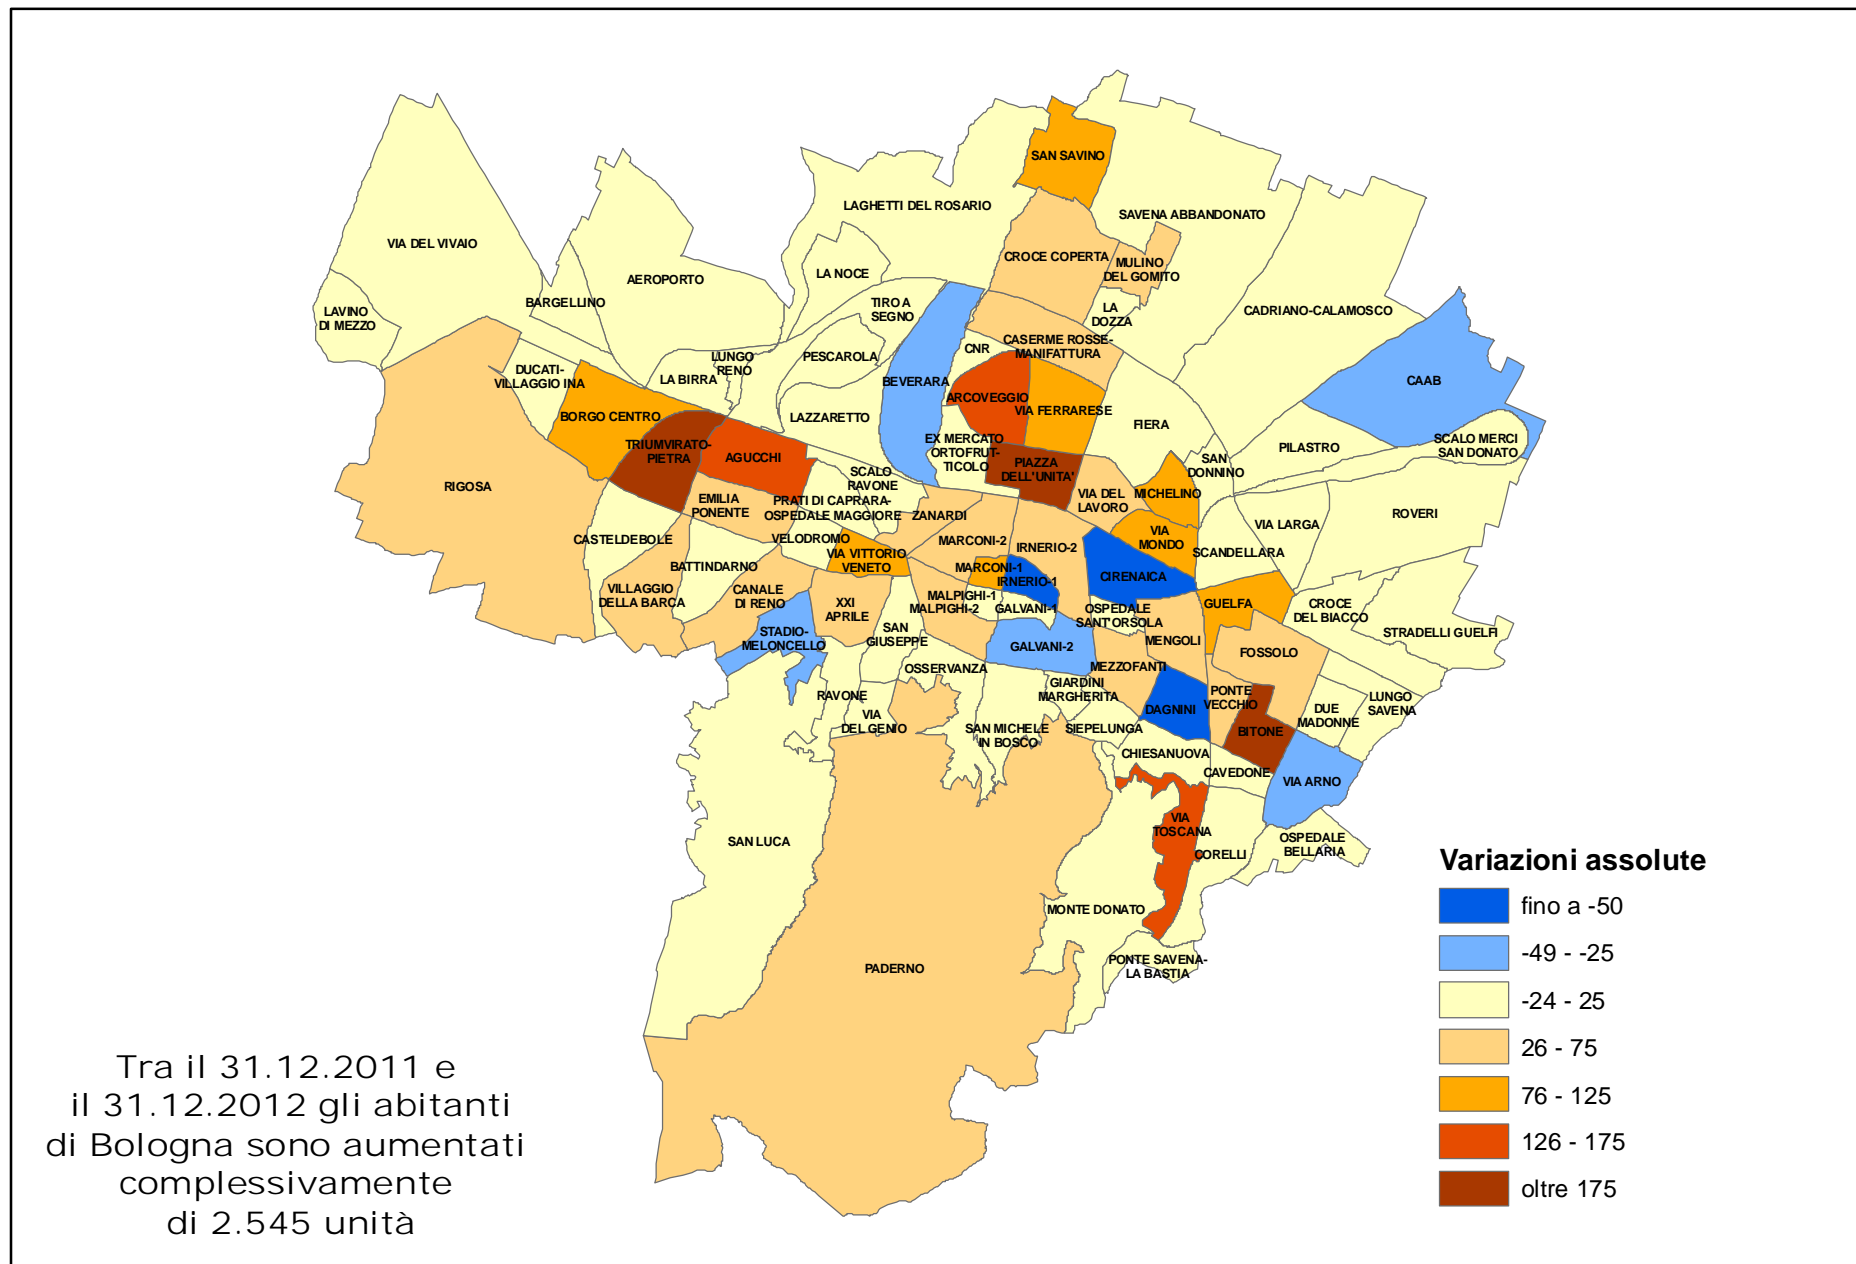 SAN SAVINO
LAGHETTI DEL ROSARIO
SAVENA ABBANDONATO
VIA DEL VIVAIO
CROCE COPERTA
MULINO
DEL GOMITO
LA NOCE
AEROPORTO
BARGELLINO
TIRO A
SEGNO
LA
DOZZA
CADRIANO-CALAMOSCO
LAVINO
DI MEZZO
CASERME ROSSE-
MANIFATTURA
CNR
PESCAROLA
LUNGO
RENO
DUCATI-
VILLAGGIO INA
LA BIRRA
BEVERARA
CAAB
ARCOVEGGIO
VIA FERRARESE
BORGO CENTRO
LAZZARETTO
FIERA
EX MERCATO
ORTOFRUT-
TICOLO
TRIUMVIRATO-
PIETRA
AGUCCHI
PILASTRO
SCALO MERCI
SAN DONATO
SAN
DONNINO
PIAZZA
DELL'UNITA'
SCALO
RAVONE
RIGOSA
EMILIA
PONENTE
PRATI DI CAPRARA-
OSPEDALE MAGGIORE
VIA DEL
LAVORO
MICHELINO
ZANARDI
ROVERI
VIA LARGA
CASTELDEBOLE
VELODROMO
VIA VITTORIO
VENETO
MARCONI-2
IRNERIO-2
VIA
MONDO
SCANDELLARA
BATTINDARNO
MARCONI-1
IRNERIO-1
CIRENAICA
VILLAGGIO
DELLA BARCA
CANALE
DI RENO
XXI
APRILE
MALPIGHI-1
MALPIGHI-2
GALVANI-1
OSPEDALE
SANT'ORSOLA
GUELFA
CROCE
DEL BIACCO
STRADELLI GUELFI
STADIO-
MELONCELLO
SAN
GIUSEPPE
GALVANI-2
MENGOLI
FOSSOLO
OSSERVANZA
MEZZOFANTI
GIARDINI
MARGHERITA
RAVONE
DAGNINI
PONTE
VECCHIO
LUNGO
SAVENA
DUE
MADONNE
VIA
DEL GENIO
SAN MICHELE
IN BOSCO
SIEPELUNGA
BITONE
CHIESANUOVA
CAVEDONE
VIA ARNO
VIA
TOSCANA
SAN LUCA
CORELLI
OSPEDALE
BELLARIA
MONTE DONATO
PADERNO
PONTE SAVENA-
LA BASTIA
Variazioni assolute
fino a -50
-49 - -25
-24 - 25
26 - 75
76 - 125
126 - 175
oltre 175
Tra il 31.12.2011 e
il 31.12.2012 gli abitanti
di Bologna sono aumentati
complessivamente
di 2.545 unità